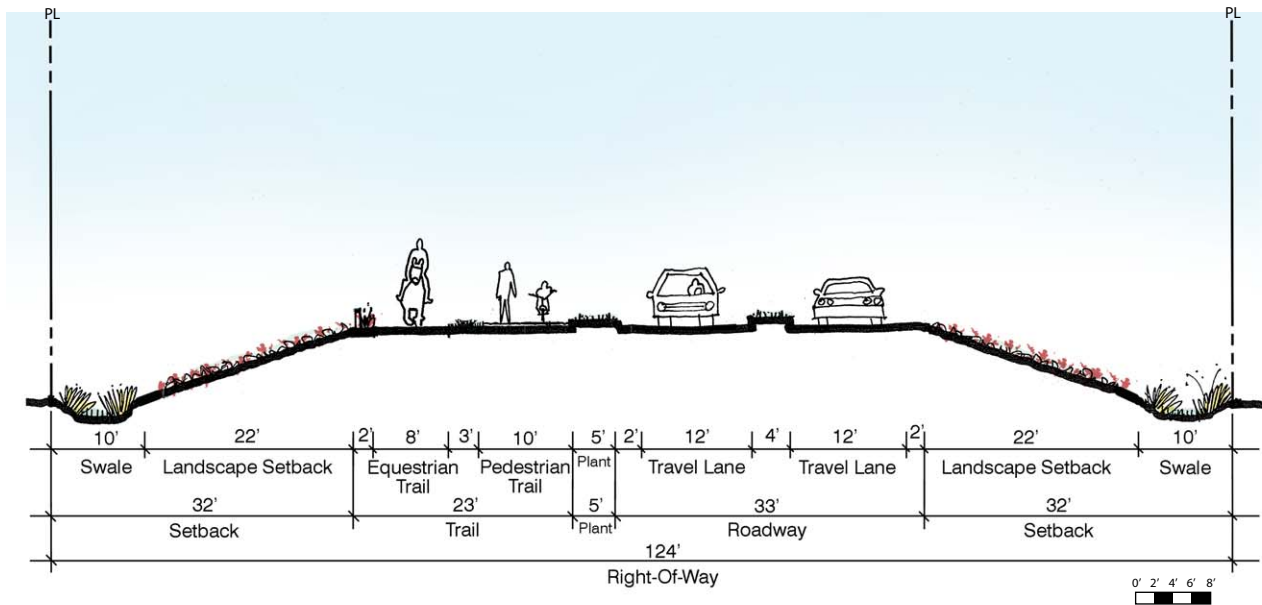 PL PL
10' 22' 2' 8' 3' 10' 5' 2' 12' 4' 12' 2' 22' 10'
Swale Landscape Setback Equestrian Pedestrian Plant Travel Lane Travel Lane Landscape Setback Swale
Trail Trail
32' 23' 5' 33' 32'
Setback Trail Plant Roadway Setback
124'
Right-Of-Way
0' 2' 4' 6' 8'